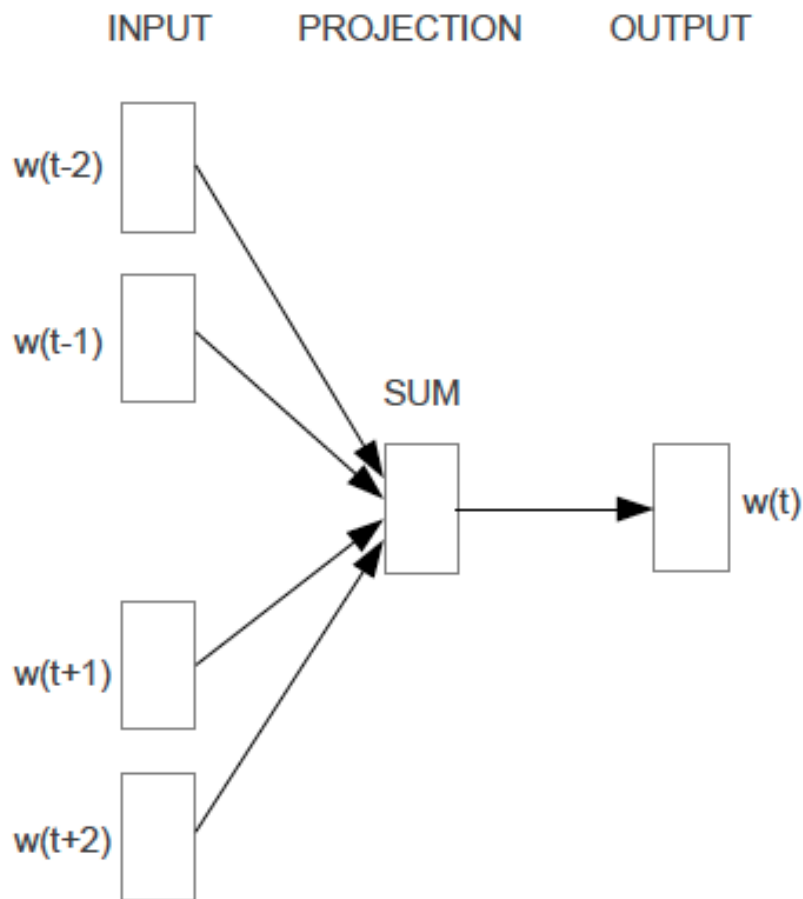 INPUT PROJECTION OUTPUT
w(t-2)
w(t-1)
SUM
w(t)
w(t+1)
w(t+2)